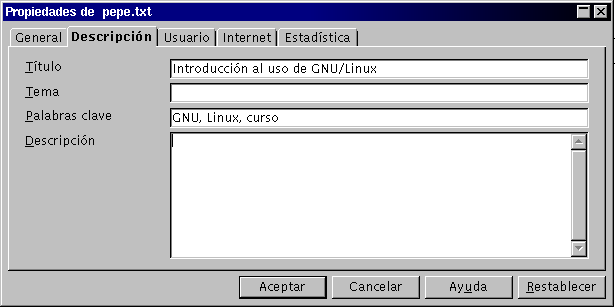 Propiedades de pepe.txt
General Descripción Usuario Internet Estadística
Título Introducción al uso de GNU/Linux
Tema
Palabras clave GNU, Linux, curso
Descripción
Aceptar Cancelar Ayuda Restablecer